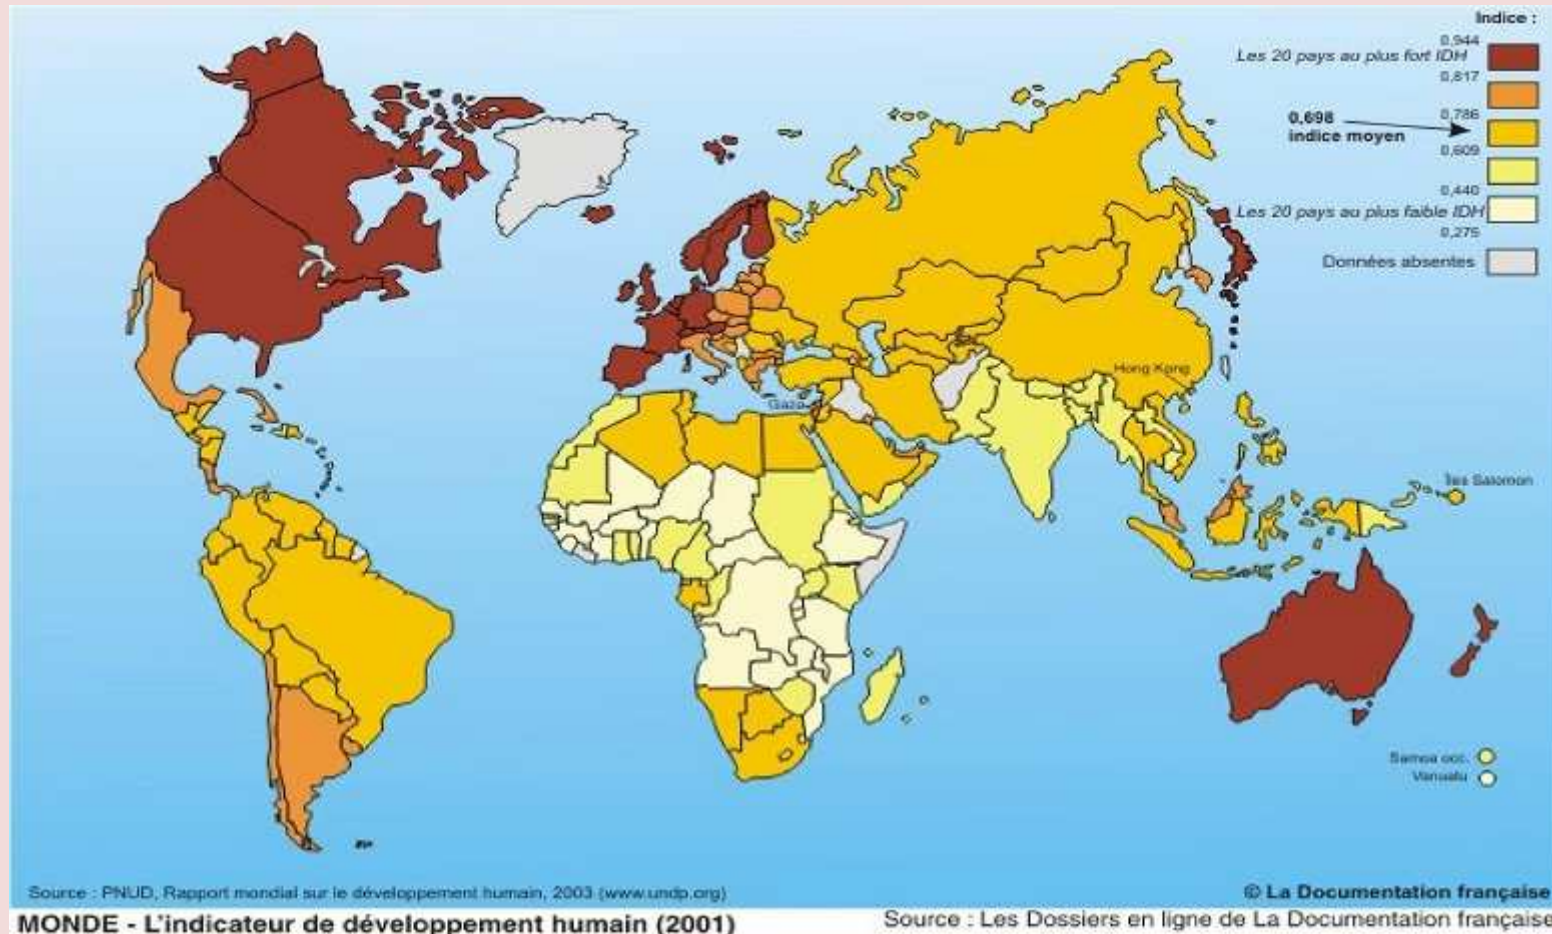 Indice :
0,944
Les 20 pays au plus fort IDH
0,817
0,786
0,698
indice moyen
0,609
0,440
Les 20 pays au plus faible IDH
0,275
Données absentes
Hong Kong
Gaza
Îles Salomon
Samoa occ.
Vanuatu
Source : PNUD, Rapport mondial sur le développement humain, 2003 (www.undp.org)
© La Documentation française
MONDE - L'indicateur de développement humain (2001)
Source : Les Dossiers en ligne de La Documentation française